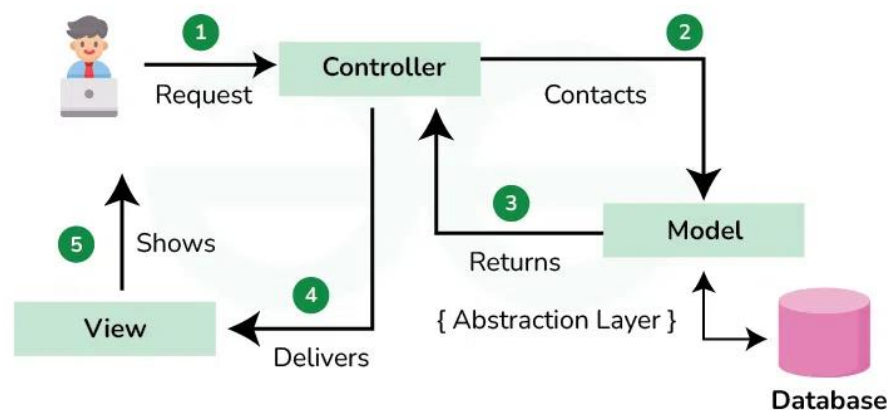 1
2
Controller
Request
Contacts
3
Model
5
Shows
Returns
4
{ Abstraction Layer }
View
Delivers
Database